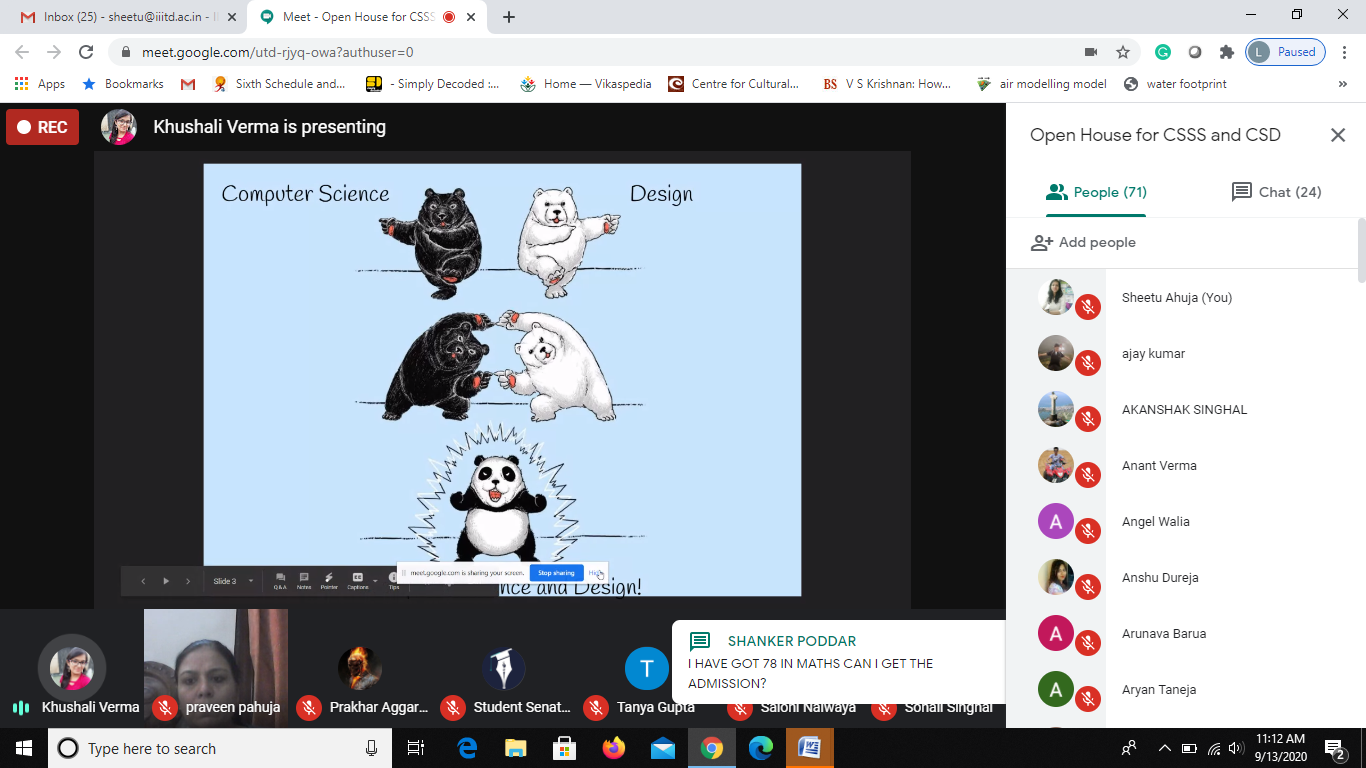 Inbox (25) - sheetu@iiitd.ac.in - I
Meet - Open House for CSSS
meet.google.com/utd-rjyq-owa?authuser=0
L Paused
Apps
Bookmarks
Sixth Schedule and...
- Simply Decoded :...
Home — Vikaspedia
Centre for Cultural...
BS V S Krishnan: How...
air modelling model
water footprint
»
REC
Khushali Verma is presenting
Computer Science
Design
Slide 3
Q&A
Notes
Pointer
Captions
Tips
meet.google.com is sharing your screen.
Stop sharing
nce and Design!
Khushali Verma
praveen pahuja
Prakhar Aggar...
Student Senat...
T
Tanya Gupta
Saloni Nalwaya
Sonali Singhal
SHANKER PODDAR
I HAVE GOT 78 IN MATHS CAN I GET THE
ADMISSION?
Open House for CSSS and CSD
People (71)
Chat (24)
Add people
Sheetu Ahuja (You)
ajay kumar
AKANSHAK SINGHAL
Anant Verma
A Angel Walia
Anshu Dureja
A Arunava Barua
A Aryan Taneja
Type here to search
11:12 AM
9/13/2020
2